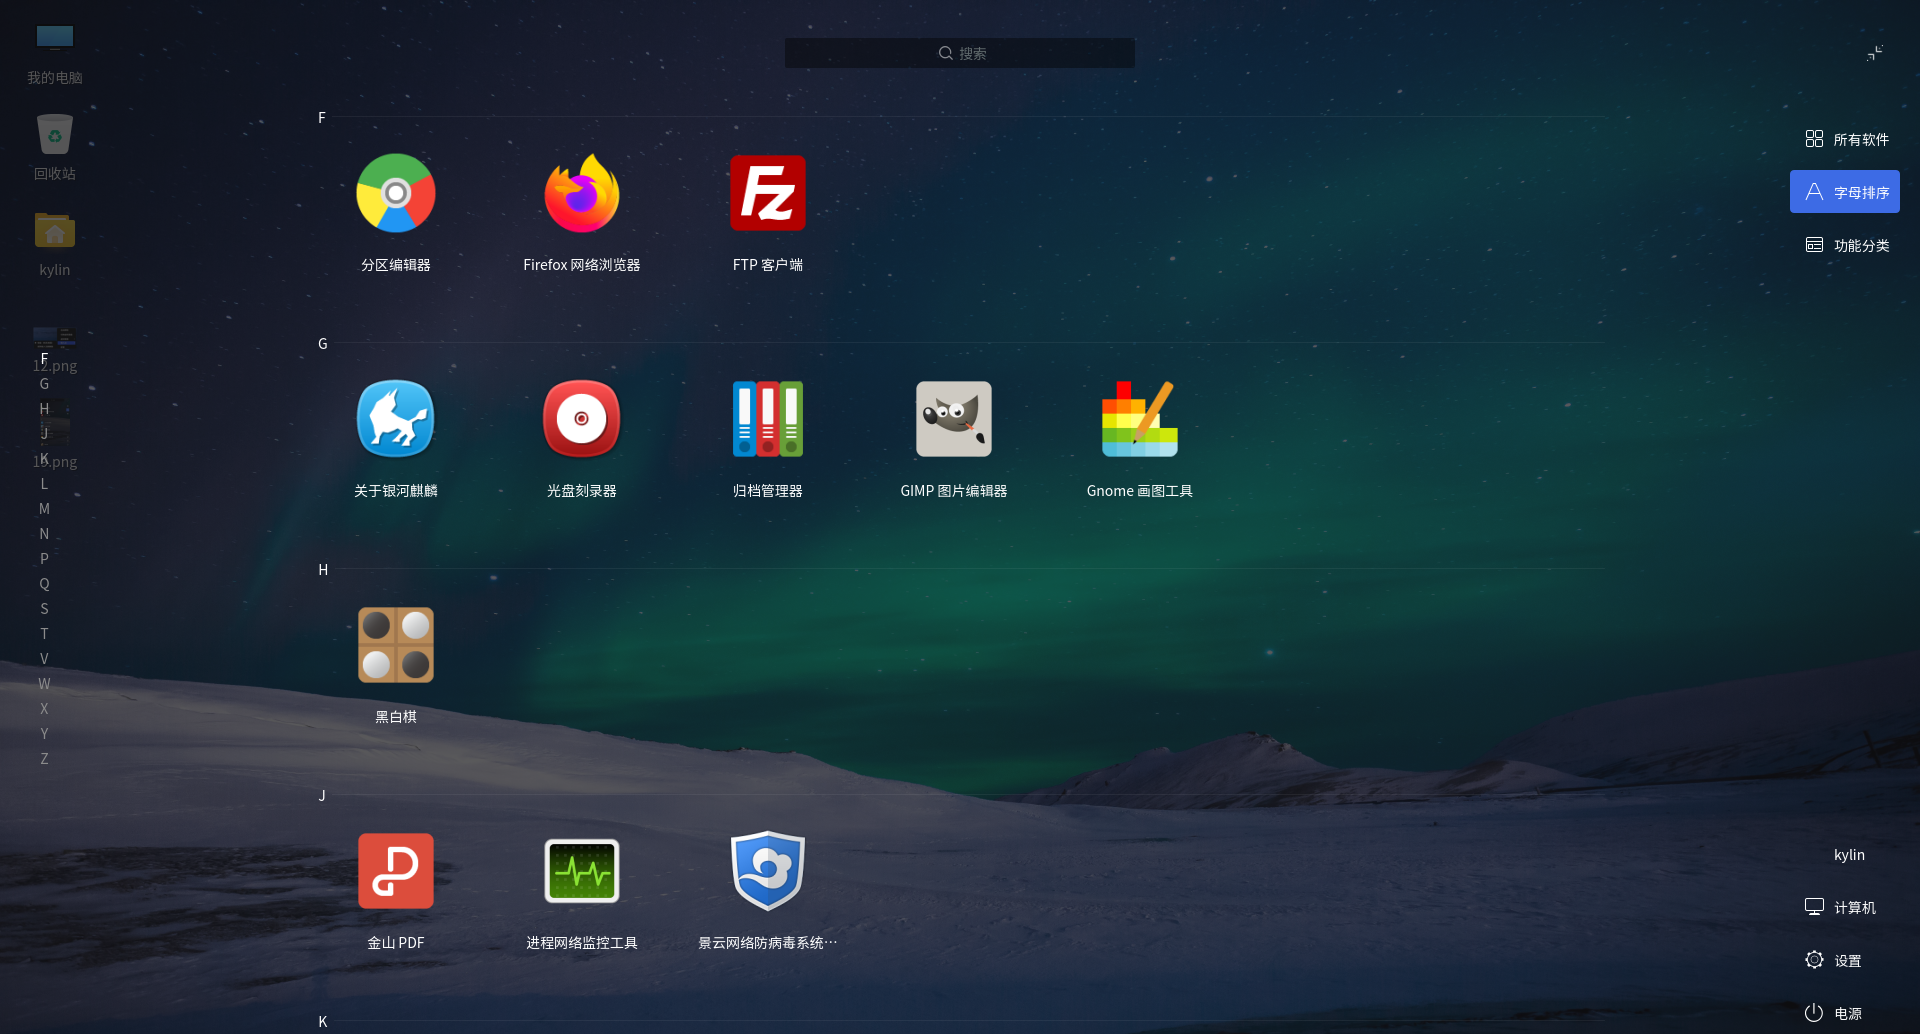 搜索
我的电脑
回收站
kylin
12.png
F
G
H
J
K
L
M
N
P
Q
S
T
V
W
X
Y
Z
F
分区编辑器
Firefox 网络浏览器
FTP 客户端
G
关于银河麒麟
光盘刻录器
归档管理器
GIMP 图片编辑器
Gnome 画图工具
H
黑白棋
J
金山 PDF
进程网络监控工具
景云网络防病毒系统…
K
所有软件
字母排序
功能分类
kylin
计算机
设置
电源